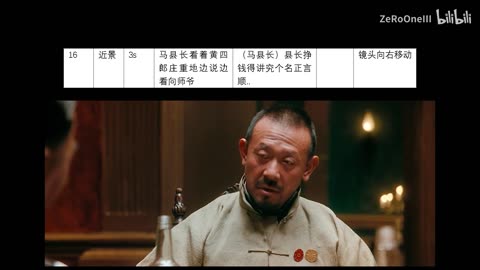 ZeRoOneIII bilibili
16
近景
3s
马县长看着黄四
郎庄重地边说边
看向师爷
（马县长）县长挣
钱得讲究个名正言
顺..
镜头向右移动